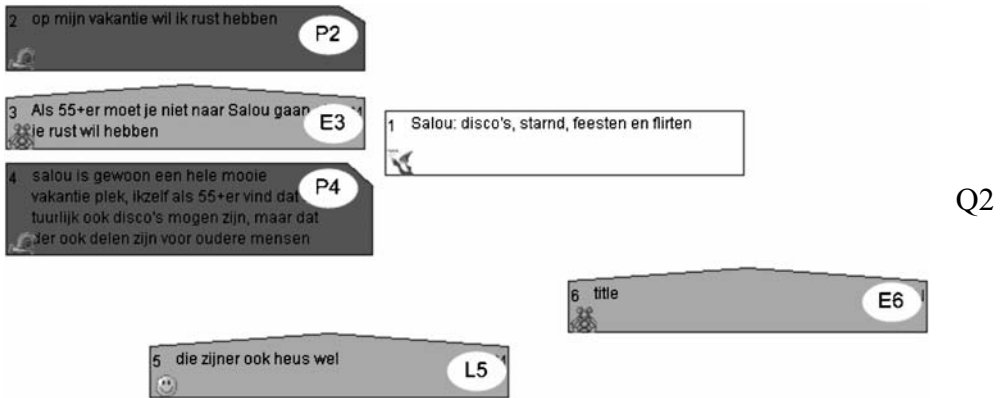 2 op mijn vakantie wil ik rust hebben
P2
3 Als 55+er moet je niet naar Salou gaan
je rust wil hebben
E3
1 Salou: disco's, starnd, feesten en flirten
4 salou is gewoon een hele mooie
vakantie plek, ikzelf als 55+er vind dat
tuurlijk ook disco's mogen zijn, maar dat
der ook delen zijn voor oudere mensen
P4
Q2
6 title
E6
5 die zijner ook heus wel
L5